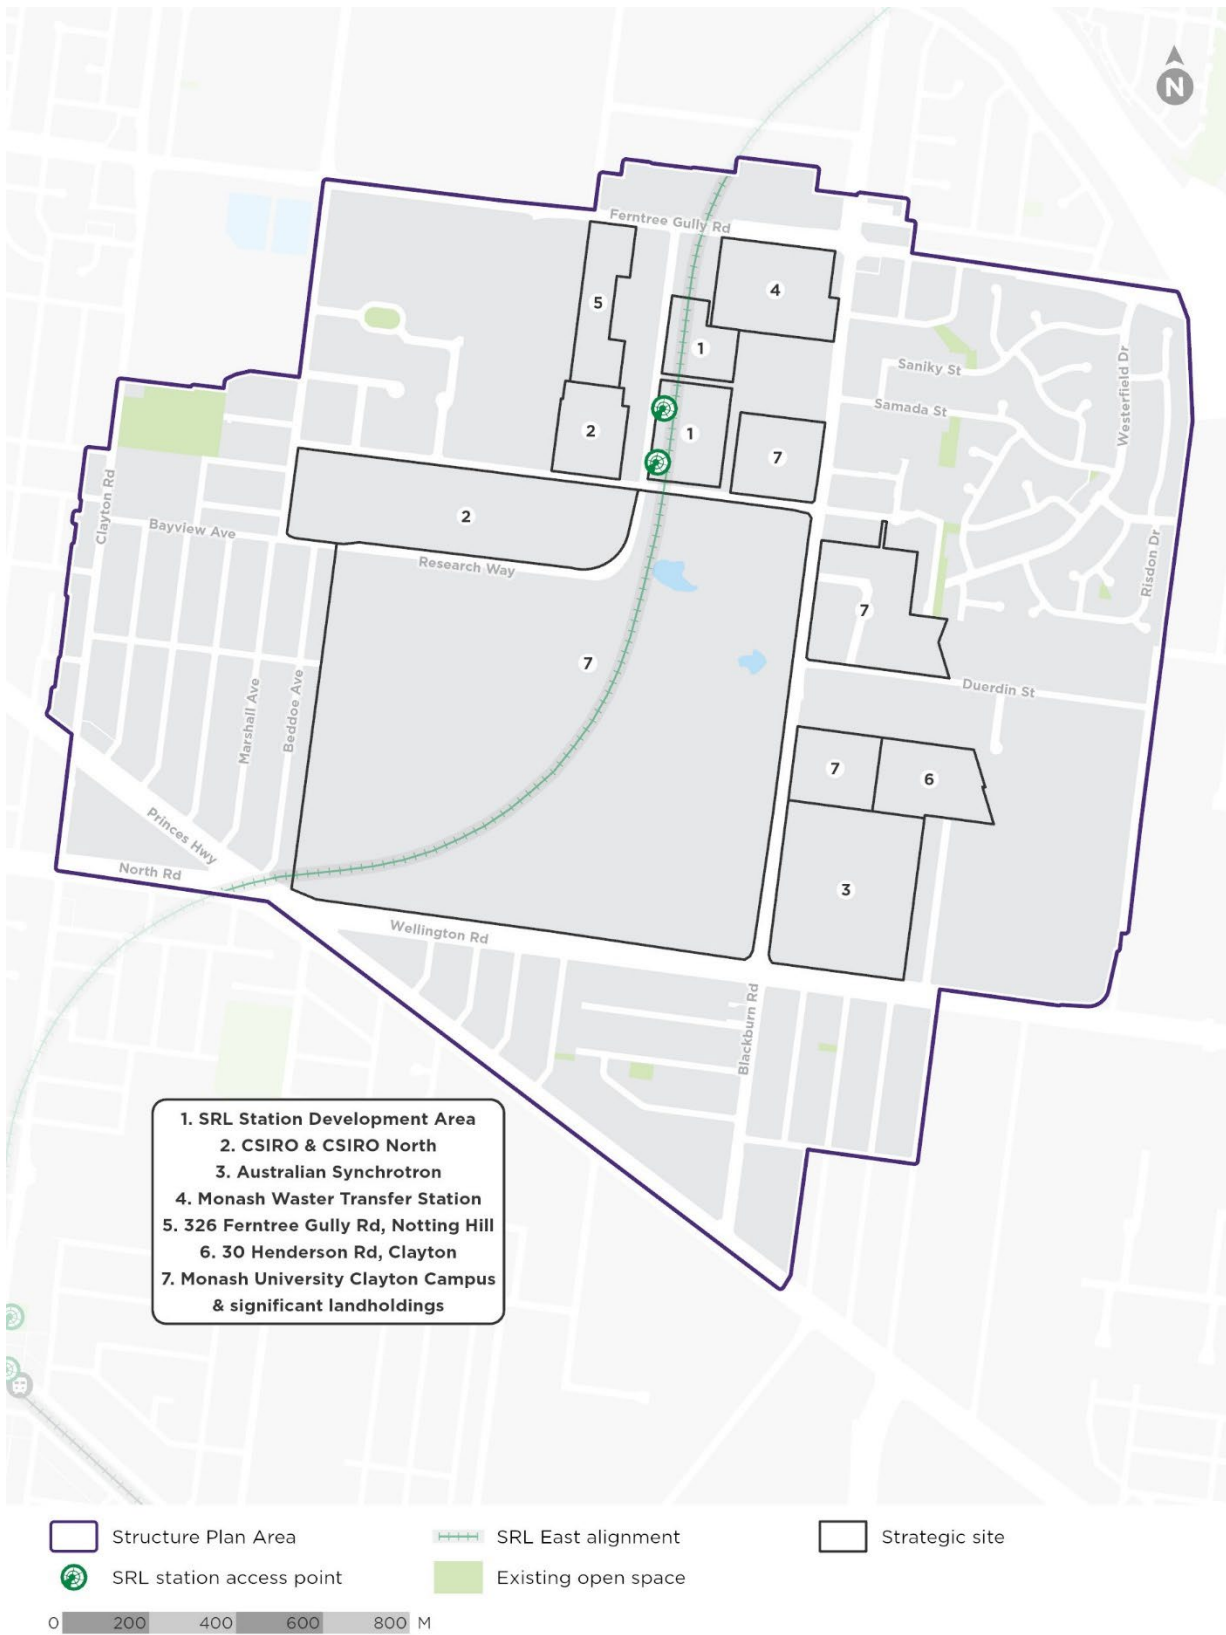 N
Ferntree Gully Rd
5
4
1
Saniky St
Westerfield Dr
Samada St
2
1
7
Clayton Rd
2
Bayview Ave
Research Way
Risdon Dr
7
7
Duerdin St
Marshall Ave
Beddoe Ave
7
6
Princes Hwy
North Rd
3
Wellington Rd
Blackburn Rd
1. SRL Station Development Area
2. CSIRO & CSIRO North
3. Australian Synchrotron
4. Monash Waster Transfer Station
5. 326 Ferntree Gully Rd, Notting Hill
6. 30 Henderson Rd, Clayton
7. Monash University Clayton Campus
& significant landholdings
Structure Plan Area
SRL East alignment
Strategic site
SRL station access point
Existing open space
0 200 400 600 800 M